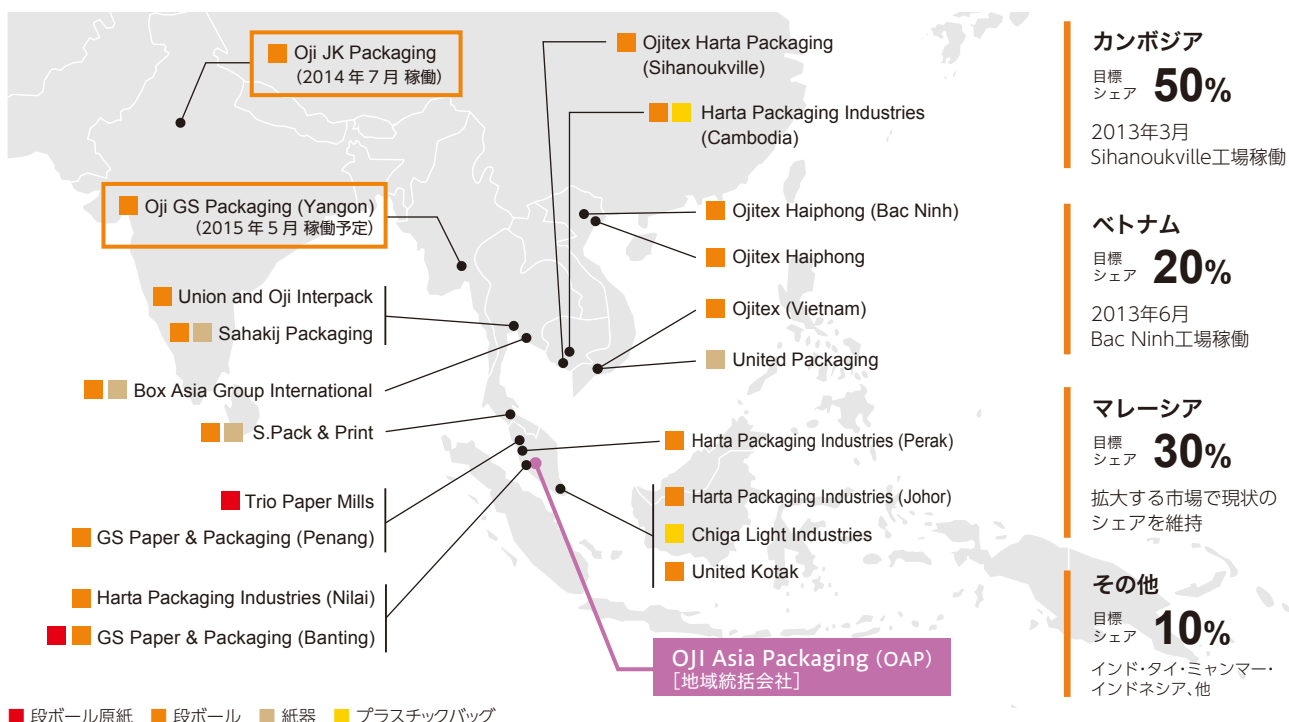 Oji JK Packaging
（2014年7月 稼働）
Oji GS Packaging (Yangon)
（2015年5月 稼働予定）
Union and Oji Interpack
Sahakij Packaging
Box Asia Group International
S.Pack & Print
Trio Paper Mills
GS Paper & Packaging (Penang)
Harta Packaging Industries (Nilai)
GS Paper & Packaging (Banting)
Ojitex Harta Packaging
(Sihanoukville)
Harta Packaging Industries
(Cambodia)
Ojitex Haiphong (Bac Ninh)
Ojitex Haiphong
Ojitex (Vietnam)
United Packaging
Harta Packaging Industries (Perak)
Harta Packaging Industries (Johor)
Chiga Light Industries
United Kotak
OJI Asia Packaging (OAP)
［地域統括会社］
カンボジア
目標
シェア 50%
2013年3月
Sihanoukville工場稼働
ベトナム
目標
シェア 20%
2013年6月
Bac Ninh工場稼働
マレーシア
目標
シェア 30%
拡大する市場で現状の
シェアを維持
その他
目標
シェア 10%
インド・タイ・ミャンマー・
インドネシア、他
段ボール原紙 段ボール 紙器 プラスチックバッグ